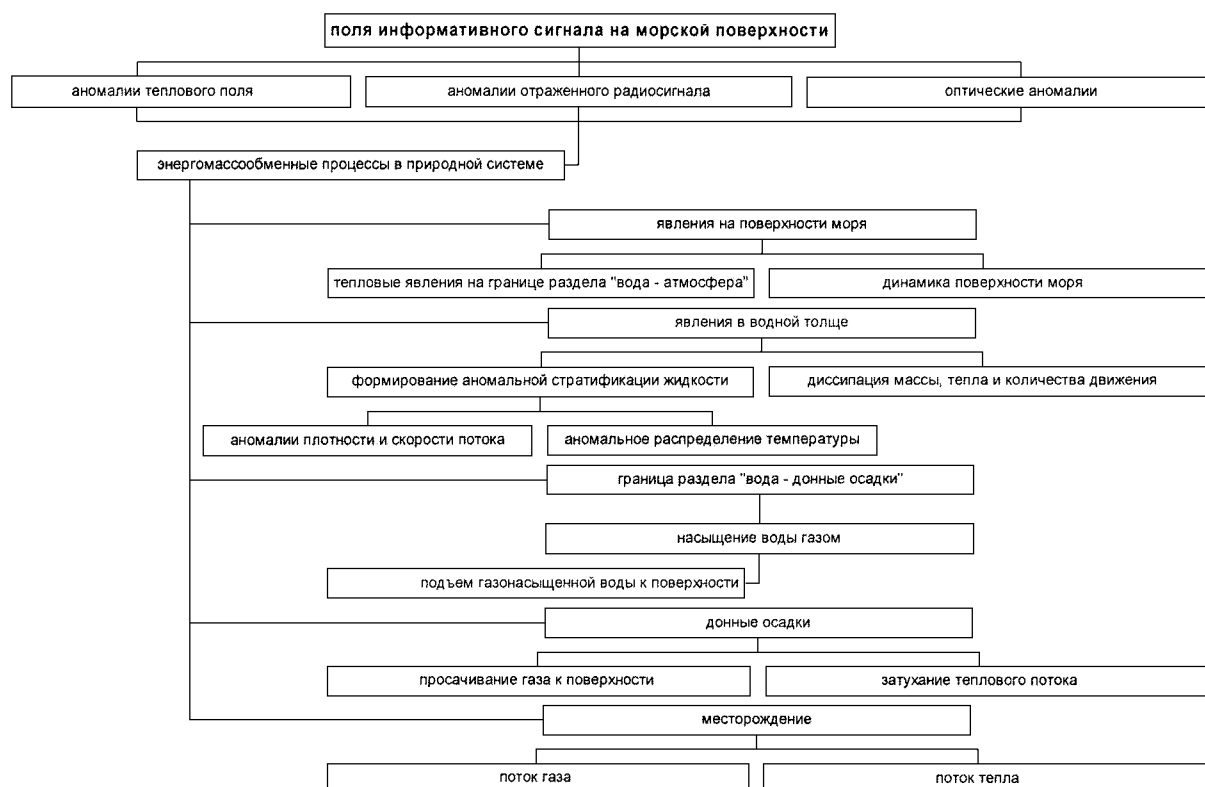 поля информативного сигнала на морской поверхности
аномалии теплового поля
аномалии отраженного радиосигнала
оптические аномалии
энергомассообменные процессы в природной системе
явления на поверхности моря
тепловые явления на границе раздела "вода - атмосфера"
динамика поверхности моря
явления в водной толще
формирование аномальной стратификации жидкости
диссипация массы, тепла и количества движения
аномалии плотности и скорости потока
аномальное распределение температуры
граница раздела "вода - донные осадки"
насыщение воды газом
подъем газонасыщенной воды к поверхности
донные осадки
просачивание газа к поверхности
затухание теплового потока
месторождение
поток газа
поток тепла